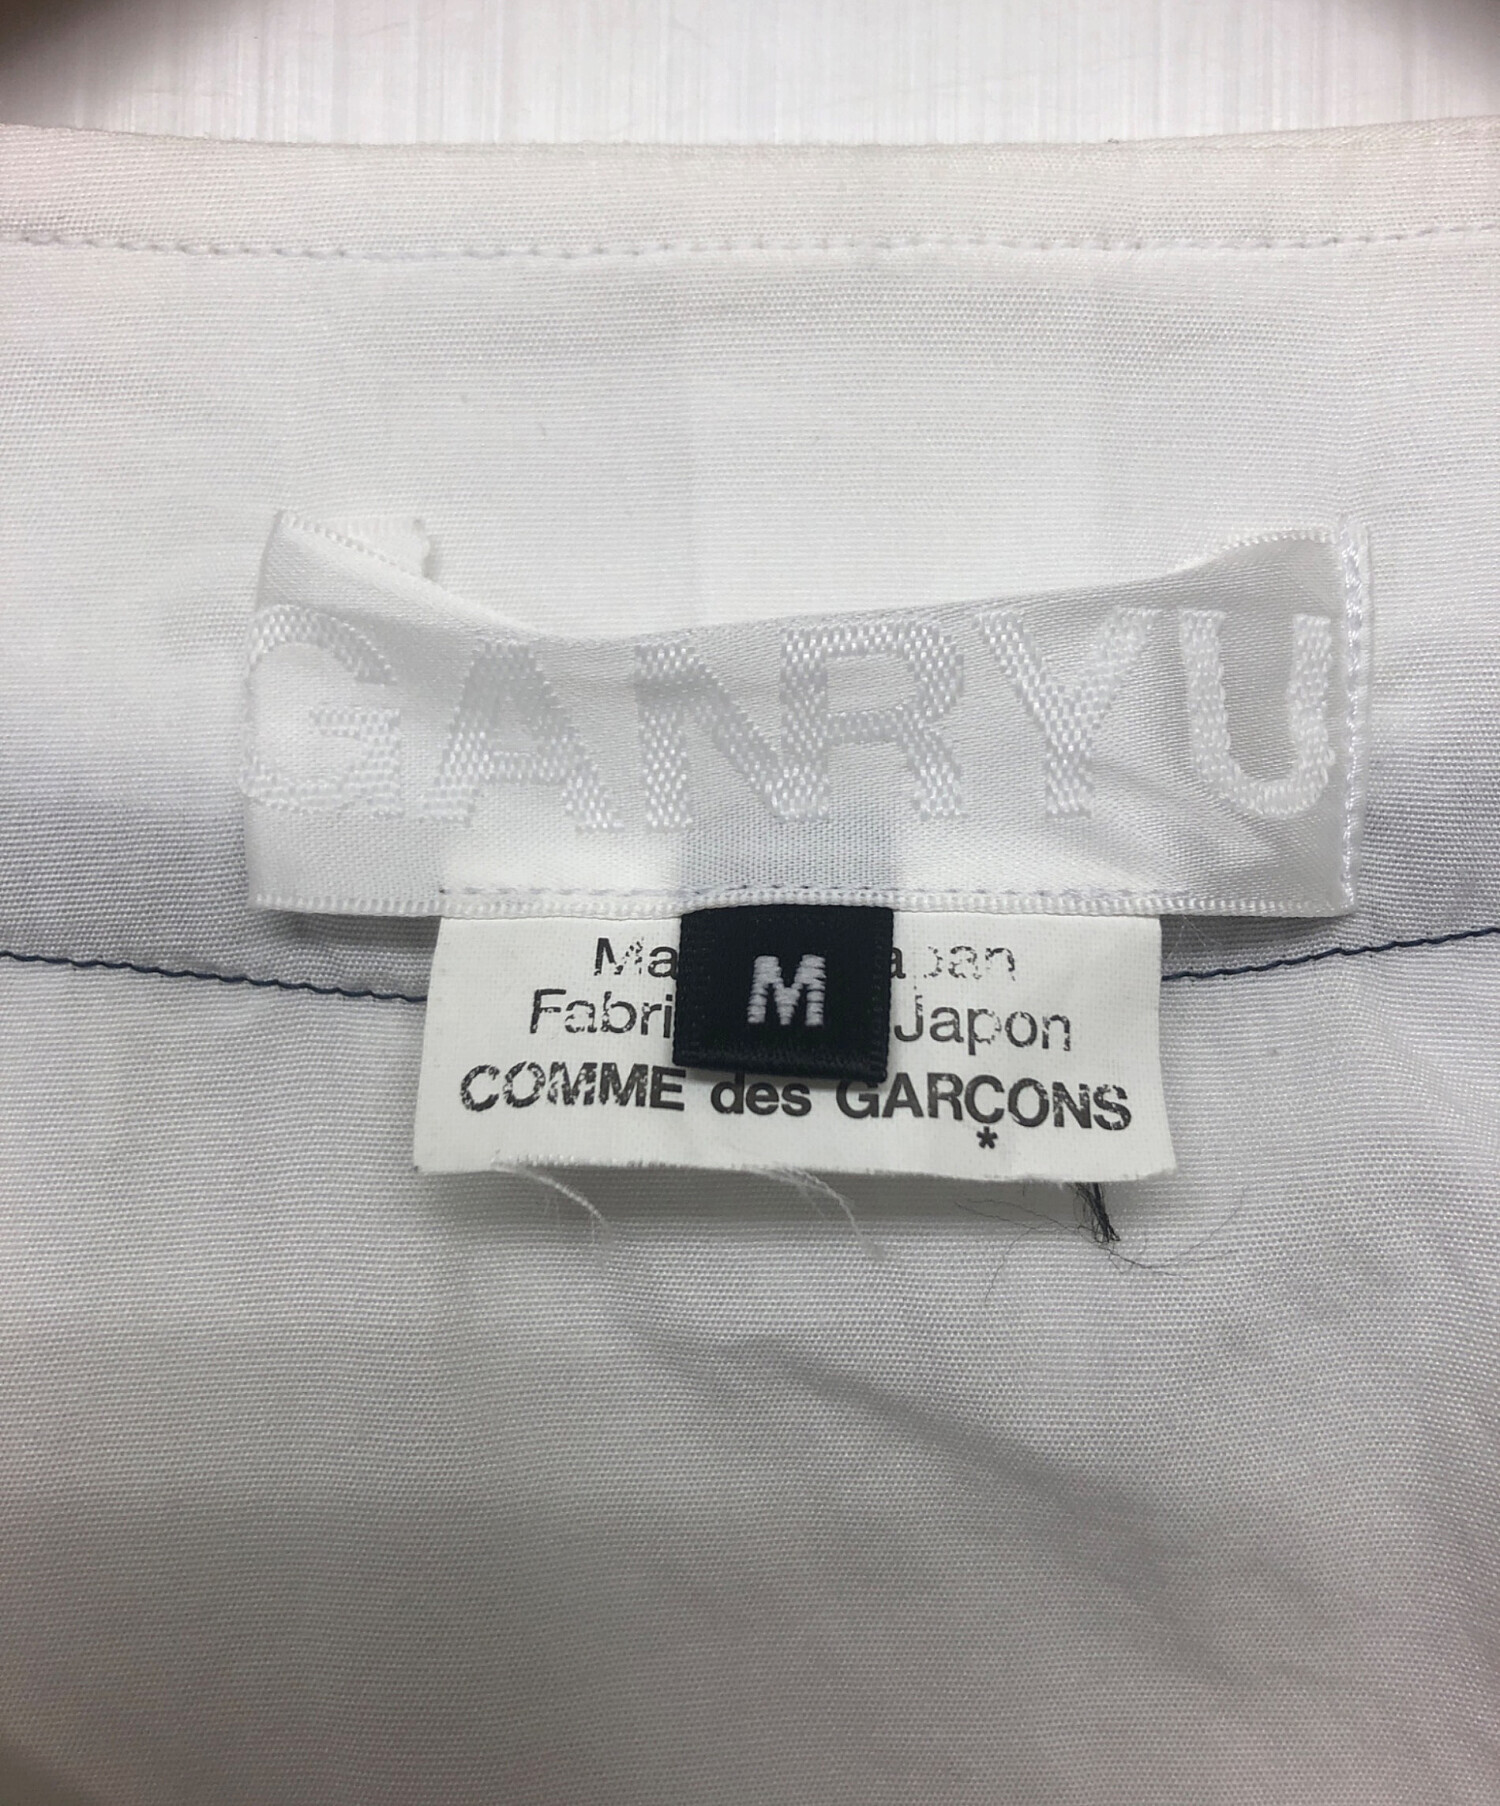 GANRYU
M
Ma apan
Fabri Japon
COMME des GARÇONS
*